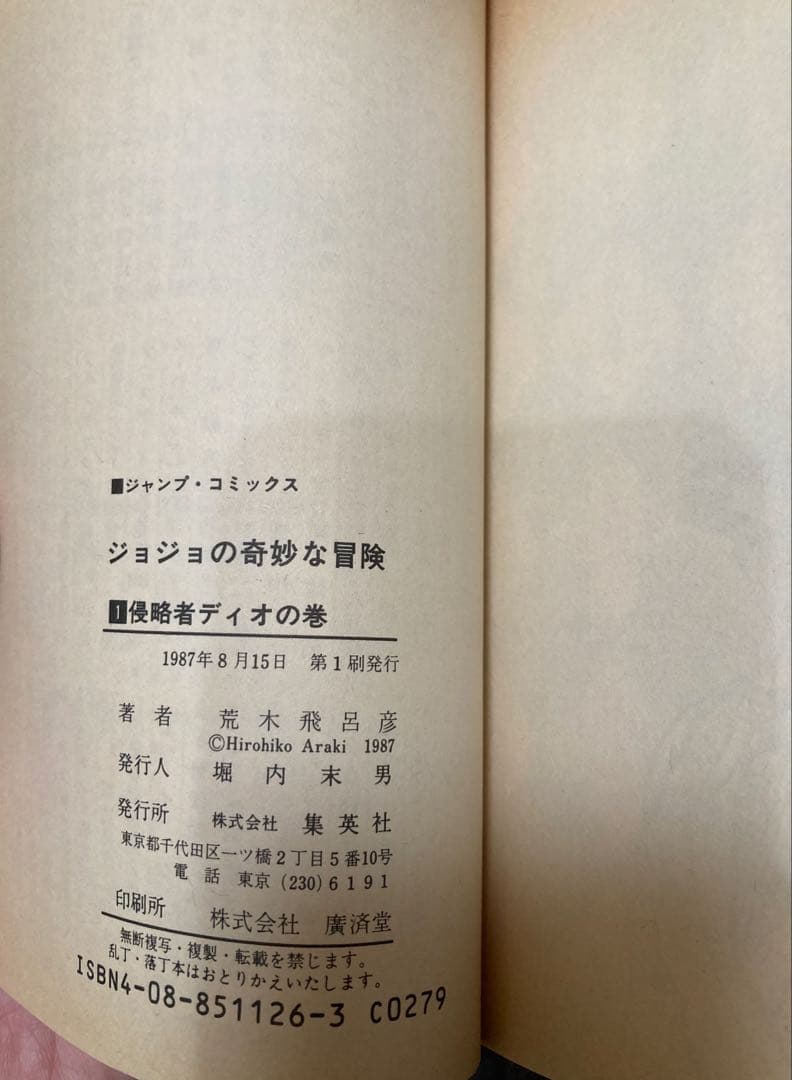 ■ジャンプ・コミックス
ジョジョの奇妙な冒険
1侵略者ディオの巻
1987年8月15日 第1刷発行
著者 荒木飛呂彦
©Hirohiko Araki 1987
発行人 堀内末男
発行所 株式会社 集英社
東京都千代田区一ツ橋2丁目5番10号
電話 東京 (230) 6191
印刷所 株式会社 廣済堂
無断複写・複製・転載を禁じます。
乱丁・落丁本はおとりかえいたします。
ISBN4-08-851126-3 C0279